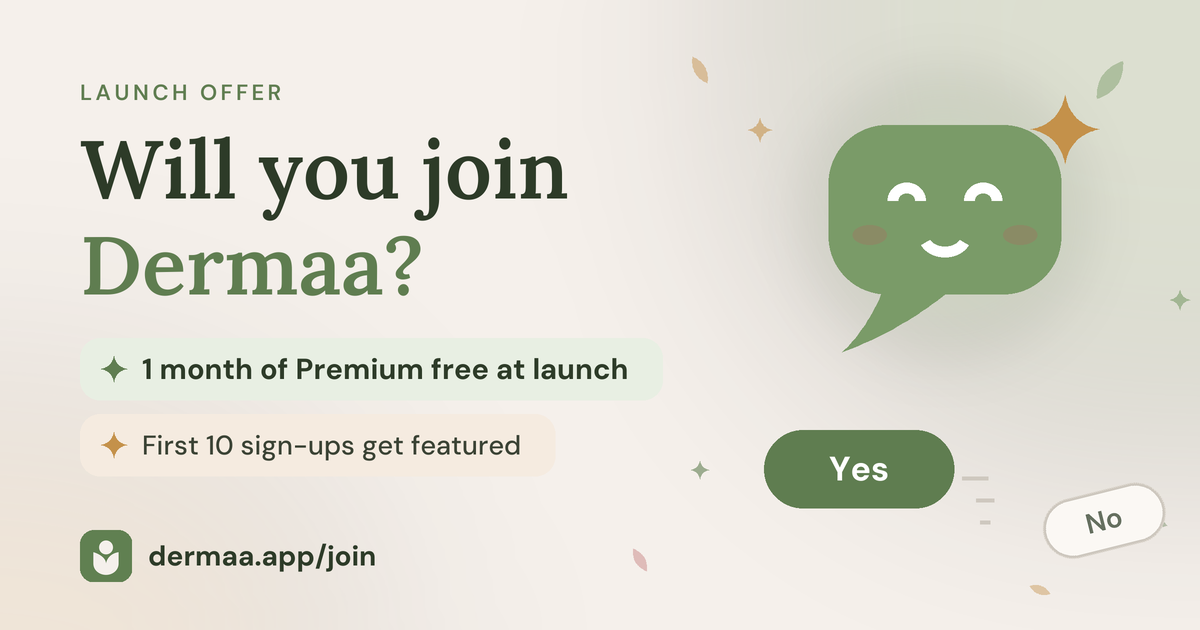 LAUNCH OFFER
Will you join
Dermaa?
1 month of Premium free at launch
First 10 sign-ups get featured
dermaa.app/join
Yes
No